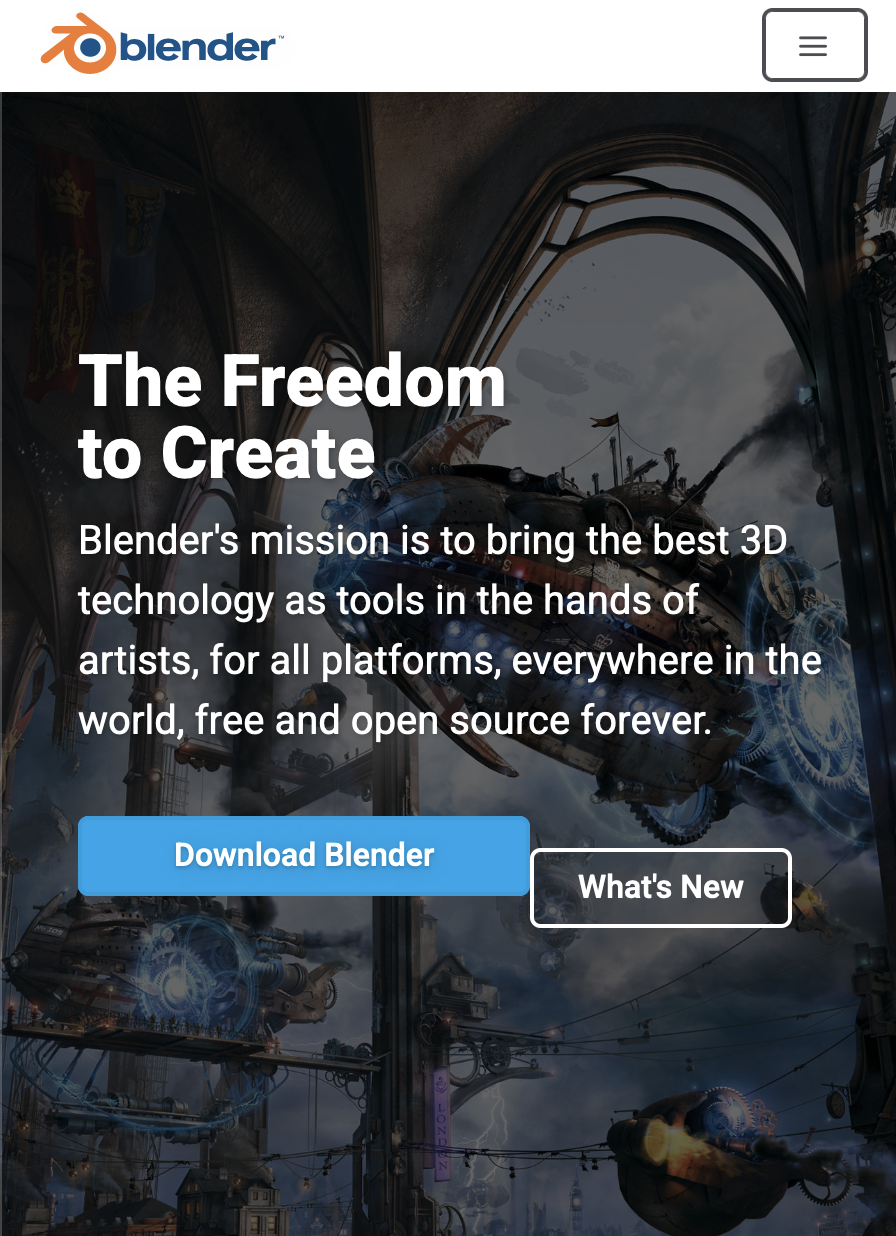 blender™
The Freedom
to Create
Blender's mission is to bring the best 3D
technology as tools in the hands of
artists, for all platforms, everywhere in the
world, free and open source forever.
Download Blender
What's New
LONDON